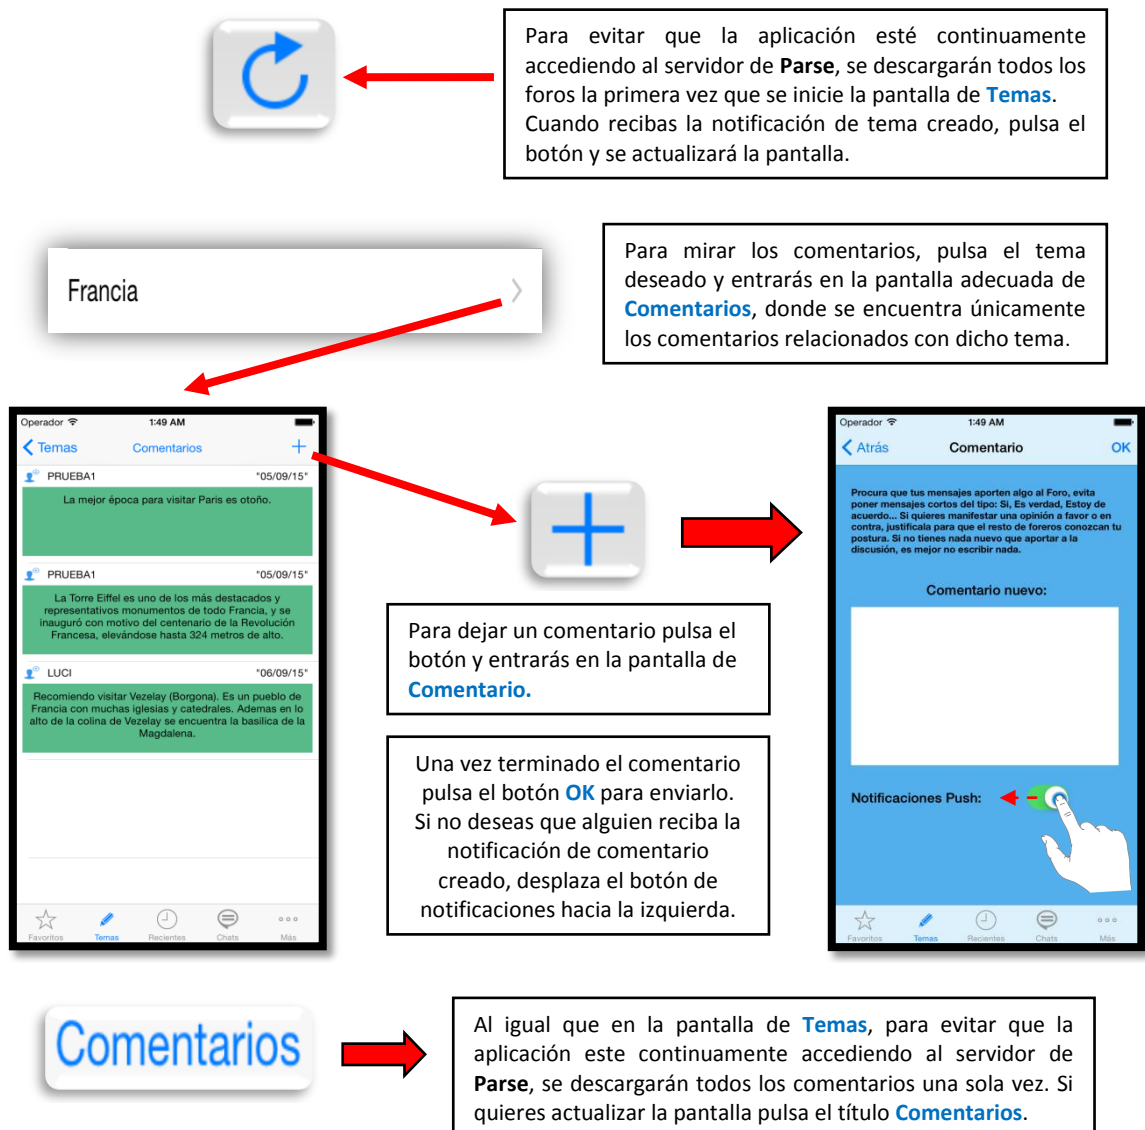 Para evitar que la aplicación esté continuamente
accediendo al servidor de Parse, se descargarán todos los
foros la primera vez que se inicie la pantalla de Temas.
Cuando recibas la notificación de tema creado, pulsa el
botón y se actualizará la pantalla.
Francia
Para mirar los comentarios, pulsa el tema
deseado y entrarás en la pantalla adecuada de
Comentarios, donde se encuentra únicamente
los comentarios relacionados con dicho tema.
Operador 1:49 AM
Temas Comentarios
PRUEBA1 "05/09/15"
La mejor época para visitar Paris es otoño.
PRUEBA1 "05/09/15"
La Torre Eiffel es uno de los más destacados y
representativos monumentos de todo Francia, y se
inauguró con motivo del centenario de la Revolución
Francesa, elevándose hasta 324 metros de alto.
LUCI "06/09/15"
Recomiendo visitar Vezelay (Borgona). Es un pueblo de
Francia con muchas iglesias y catedrales. Ademas en lo
alto de la colina de Vezelay se encuentra la basilica de la
Magdalena.
Favoritos Temas Recientes Chats Más
Para dejar un comentario pulsa el
botón y entrarás en la pantalla de
Comentario.
Una vez terminado el comentario
pulsa el botón OK para enviarlo.
Si no deseas que alguien reciba la
notificación de comentario
creado, desplaza el botón de
notificaciones hacia la izquierda.
Operador 1:49 AM
Atrás Comentario OK
Procura que tus mensajes aporten algo al Foro, evita
poner mensajes cortos del tipo: Si, Es verdad, Estoy de
acuerdo... Si quieres manifestar una opinión a favor o en
contra, justificala para que el resto de foreros conozcan tu
postura. Si no tienes nada nuevo que aportar a la
discusión, es mejor no escribir nada.
Comentario nuevo:
Notificaciones Push:
Favoritos Temas Recientes Chats Más
Comentarios
Al igual que en la pantalla de Temas, para evitar que la
aplicación este continuamente accediendo al servidor de
Parse, se descargarán todos los comentarios una sola vez. Si
quieres actualizar la pantalla pulsa el título Comentarios.